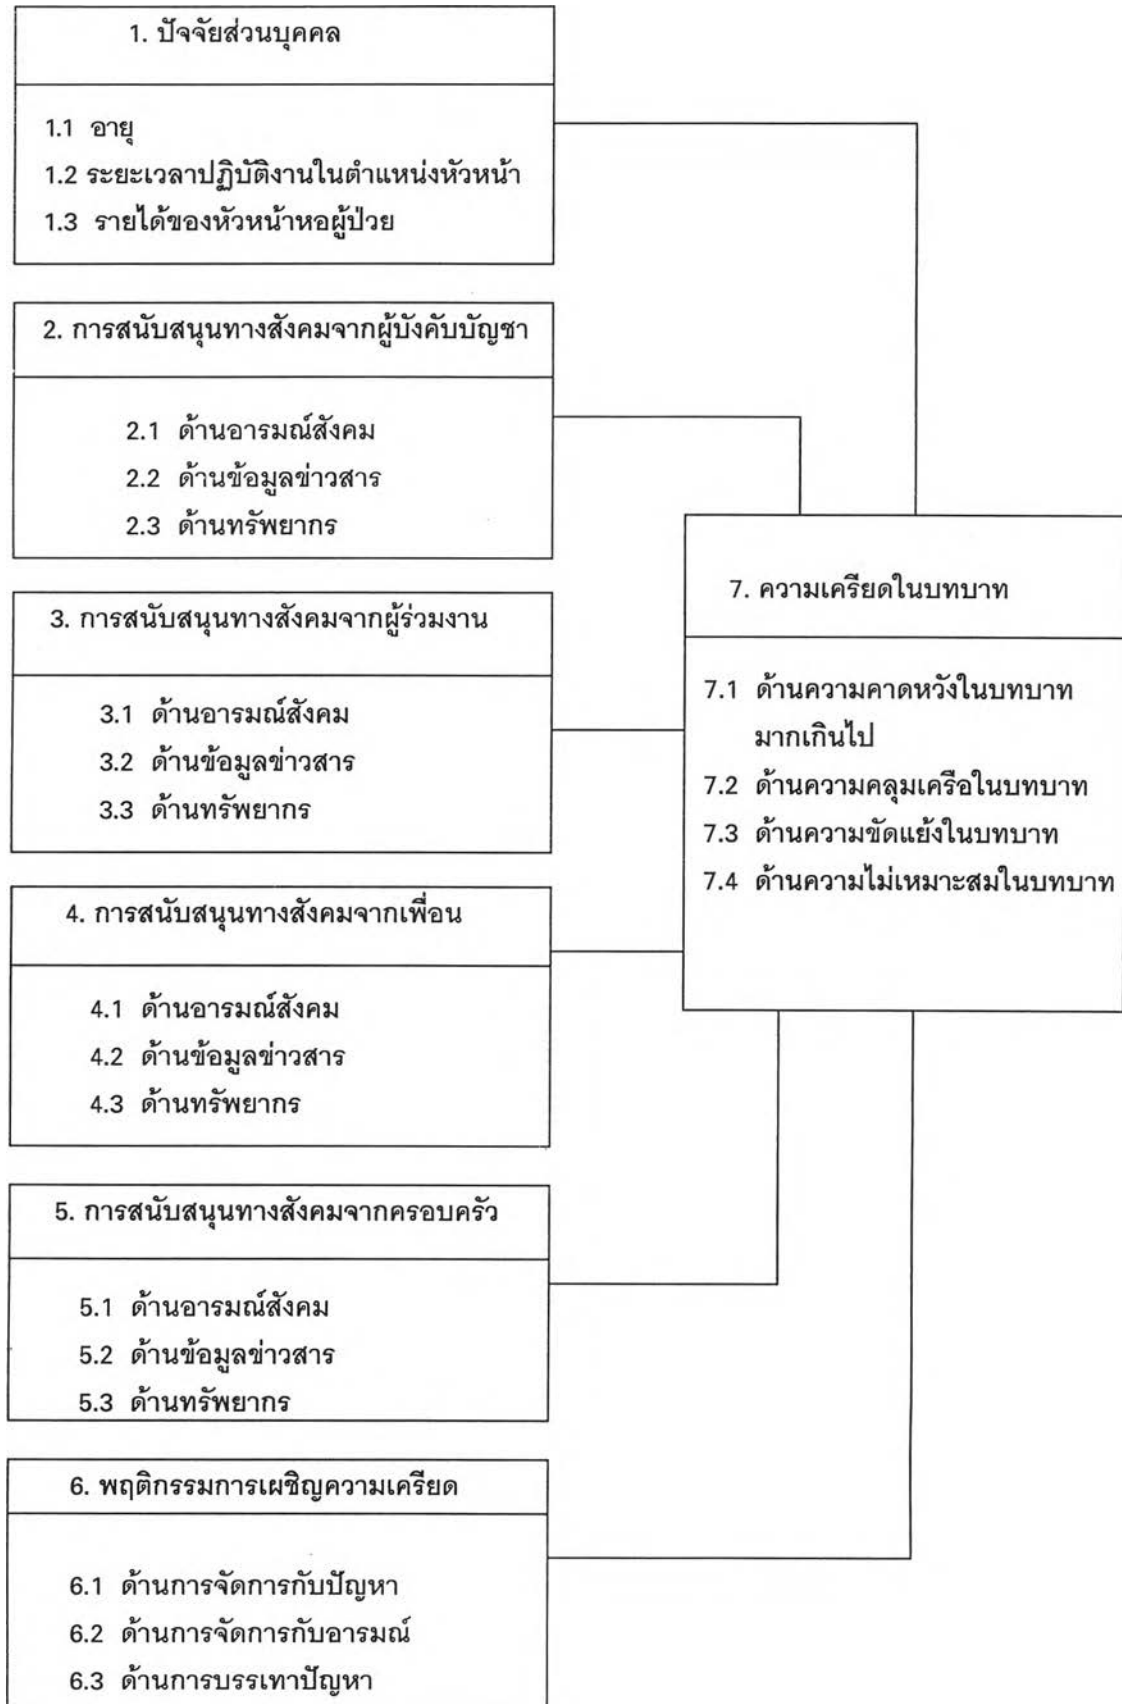 1. ปัจจัยส่วนบุคคล
1.1 อายุ
1.2 ระยะเวลาปฏิบัติงานในตำแหน่งหัวหน้า
1.3 รายได้ของหัวหน้าหอผู้ป่วย
2. การสนับสนุนทางสังคมจากผู้บังคับบัญชา
2.1 ด้านอารมณ์สังคม
2.2 ด้านข้อมูลข่าวสาร
2.3 ด้านทรัพยากร
3. การสนับสนุนทางสังคมจากผู้ร่วมงาน
3.1 ด้านอารมณ์สังคม
3.2 ด้านข้อมูลข่าวสาร
3.3 ด้านทรัพยากร
4. การสนับสนุนทางสังคมจากเพื่อน
4.1 ด้านอารมณ์สังคม
4.2 ด้านข้อมูลข่าวสาร
4.3 ด้านทรัพยากร
5. การสนับสนุนทางสังคมจากครอบครัว
5.1 ด้านอารมณ์สังคม
5.2 ด้านข้อมูลข่าวสาร
5.3 ด้านทรัพยากร
6. พฤติกรรมการเผชิญความเครียด
6.1 ด้านการจัดการกับปัญหา
6.2 ด้านการจัดการกับอารมณ์
6.3 ด้านการบรรเทาปัญหา
7. ความเครียดในบทบาท
7.1 ด้านความคาดหวังในบทบาท
มากเกินไป
7.2 ด้านความคลุมเครือในบทบาท
7.3 ด้านความขัดแย้งในบทบาท
7.4 ด้านความไม่เหมาะสมในบทบาท